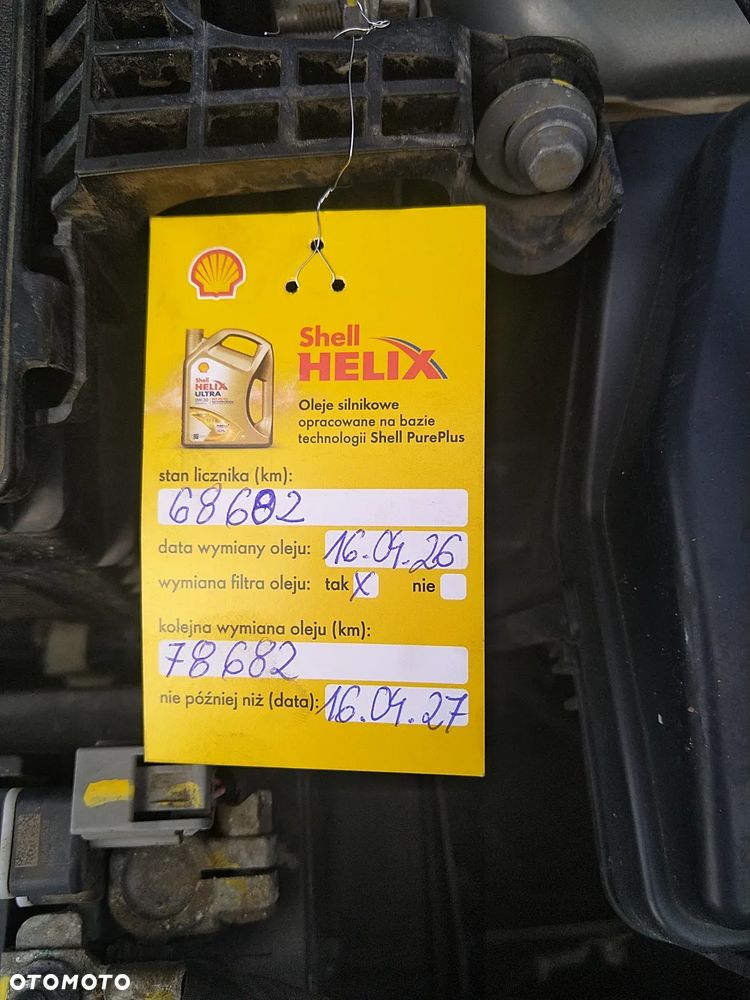 Shell
HELIX
Shell
HELIX
ULTRA
0W-30
Oleje silnikowe
opracowane na bazie
technologii Shell PurePlus
stan licznika (km):
68682
data wymiany oleju: 16.04.26
wymiana filtra oleju: tak X nie
kolejna wymiana oleju (km):
78682
nie później niż (data): 16.04.27
OTOMOTO